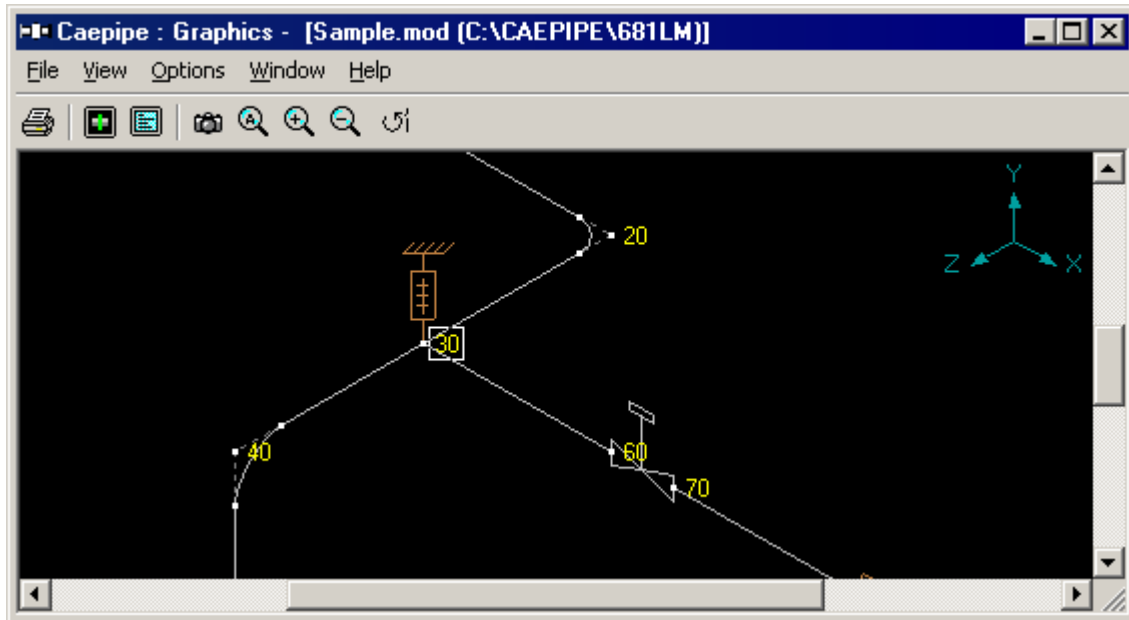 Caepipe : Graphics - [Sample.mod (C:\CAEPIPE\681LM)]
File View Options Window Help
Y
Z X
20
30
40
60
70